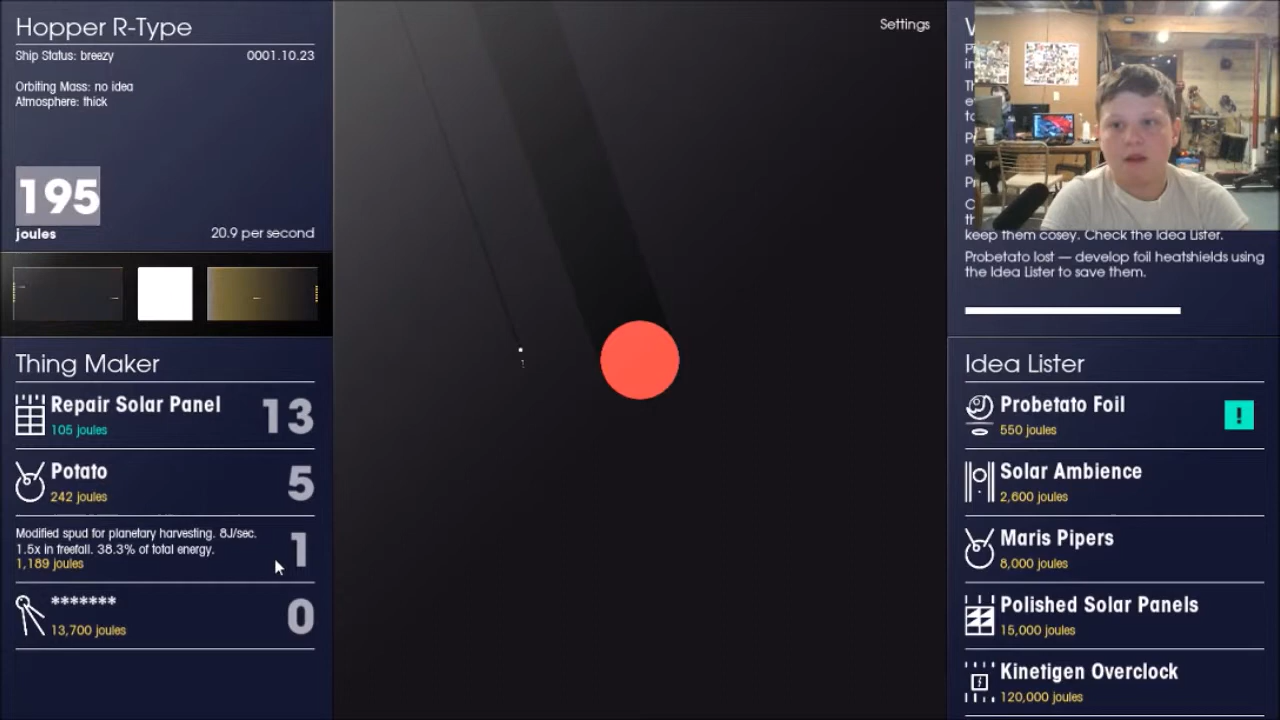 Hopper R-Type
Ship Status: breezy
0001.10.23
Orbiting Mass: no idea
Atmosphere: thick
195
joules
20.9 per second
Thing Maker
Repair Solar Panel
105 joules
13
Potato
242 joules
5
Modified spud for planetary harvesting. 8J/sec.
1.5x in freefall. 38.3% of total energy.
1,189 joules
1
*******
13,700 joules
0
Settings
keep them cosey. Check the Idea Lister.
Probetato lost — develop foil heatshields using
the Idea Lister to save them.
Idea Lister
Probetato Foil
550 joules
!
Solar Ambience
2,600 joules
Maris Pipers
8,000 joules
Polished Solar Panels
15,000 joules
Kinetigen Overclock
120,000 joules